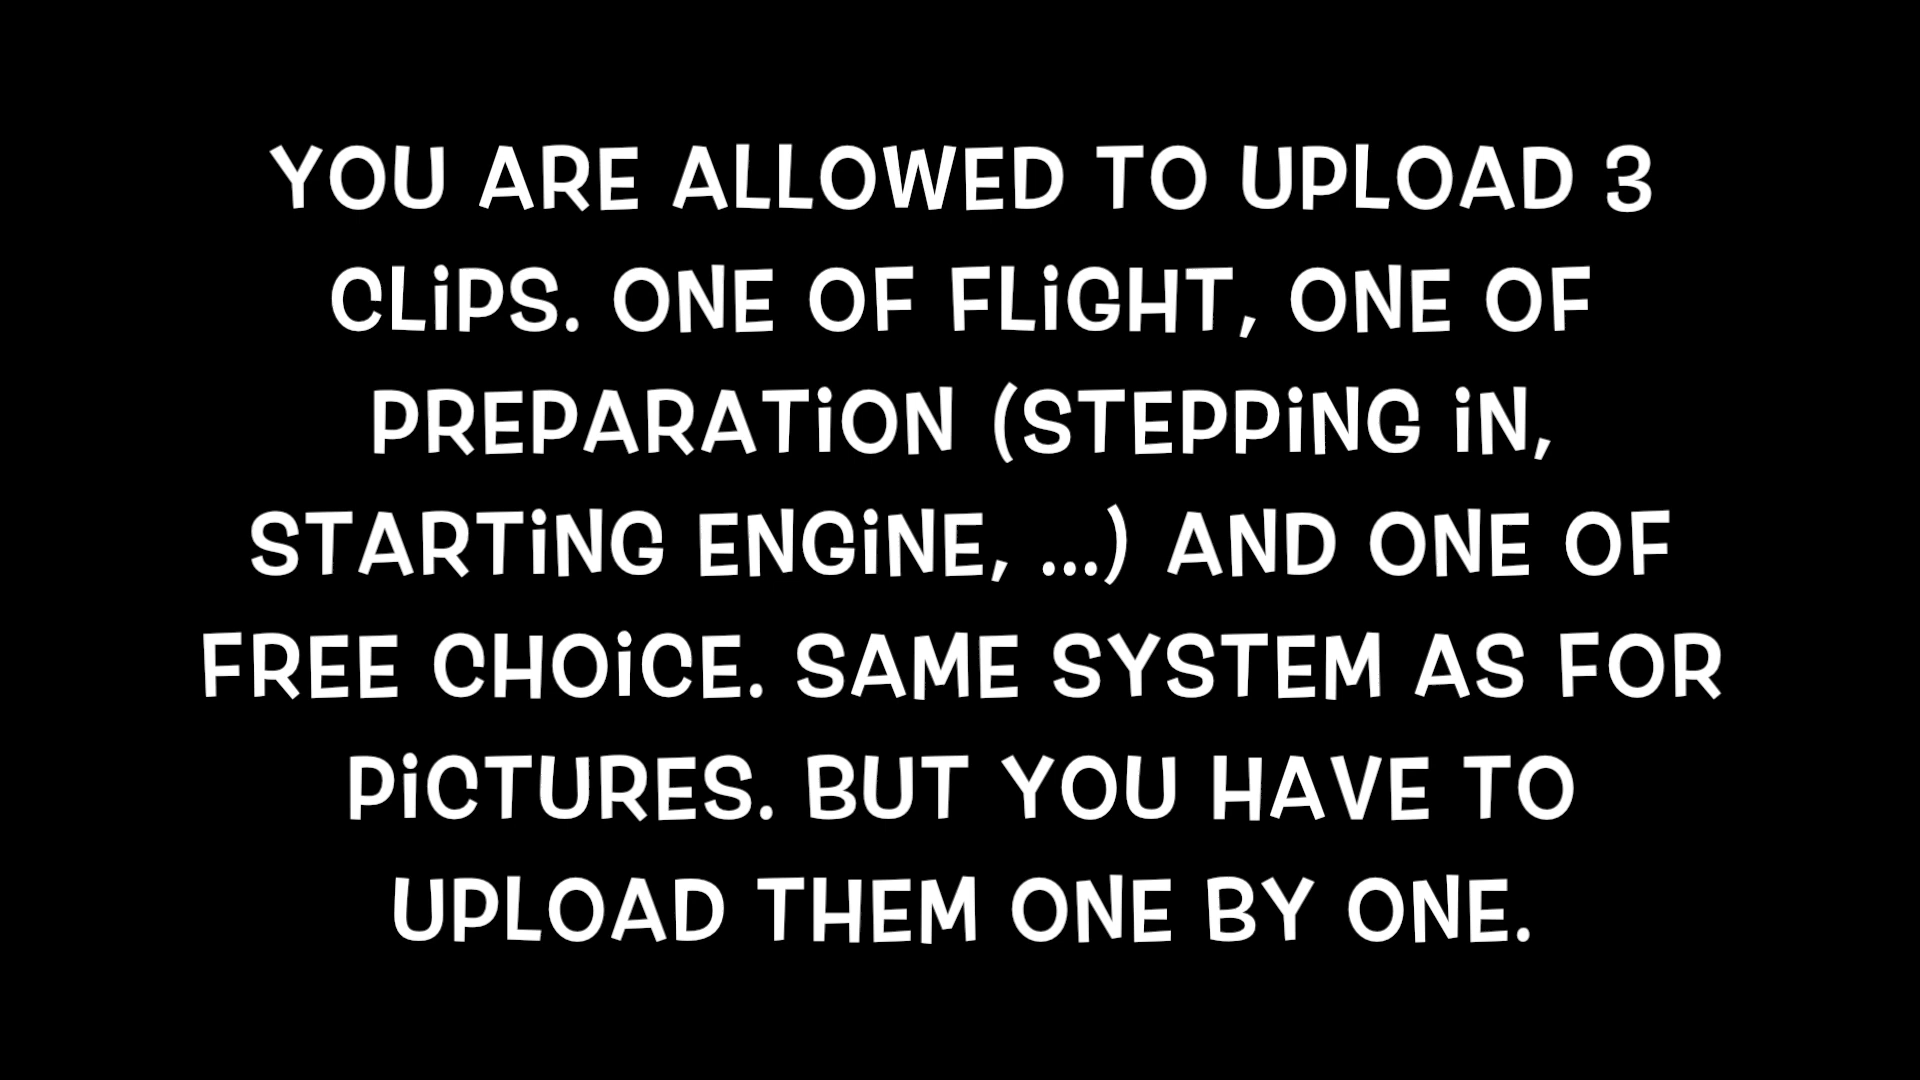 YOU ARE ALLOWED TO UPLOAD 3
CLiPS. ONE OF FLiGHT, ONE OF
PREPARATiON (STEPPiNG iN,
STARTiNG ENGiNE, ...) AND ONE OF
FREE CHOiCE. SAME SYSTEM AS FOR
PiCTURES. BUT YOU HAVE TO
UPLOAD THEM ONE BY ONE.